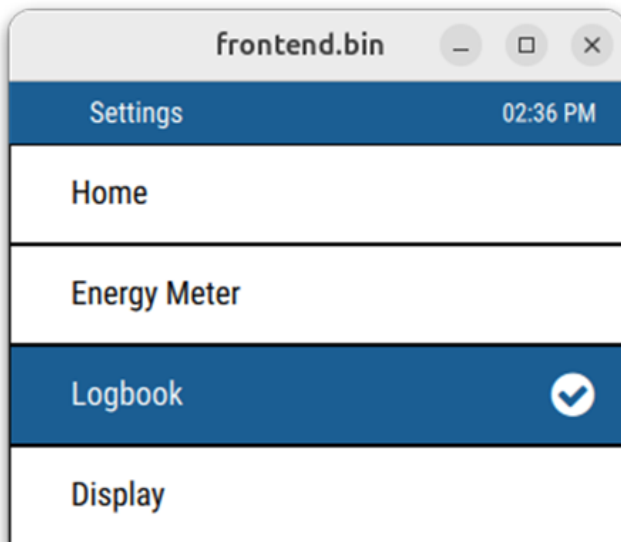 frontend.bin
Settings 02:36 PM
Home
Energy Meter
Logbook
Display